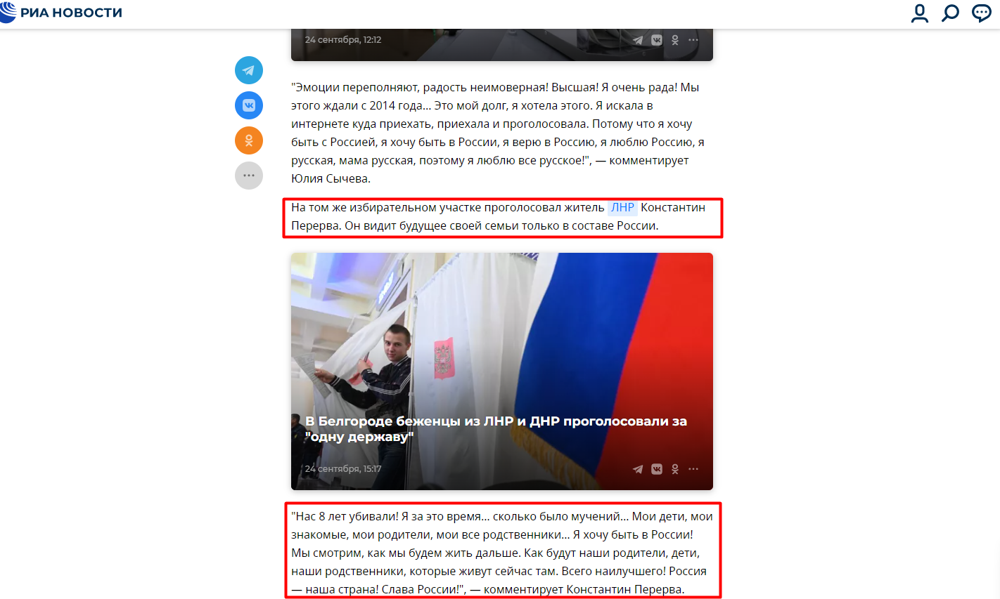 РИА НОВОСТИ
24 сентября, 12:12
"Эмоции переполняют, радость неимоверная! Высшая! Я очень рада! Мы
этого ждали с 2014 года... Это мой долг, я хотела этого. Я искала в
интернете куда приехать, приехала и проголосовала. Потому что я хочу
быть с Россией, я хочу быть в России, я верю в Россию, я люблю Россию, я
русская, мама русская, поэтому я люблю все русское!", — комментирует
Юлия Сычева.
На том же избирательном участке проголосовал житель ЛНР Константин
Перерва. Он видит будущее своей семьи только в составе России.
В Белгороде беженцы из ЛНР и ДНР проголосовали за
"одну державу"
24 сентября, 15:17
"Нас 8 лет убивали! Я за это время... сколько было мучений... Мои дети, мои
знакомые, мои родители, мои все родственники... Я хочу быть в России!
Мы смотрим, как мы будем жить дальше. Как будут наши родители, дети,
наши родственники, которые живут сейчас там. Всего наилучшего! Россия
— наша страна! Слава России!", — комментирует Константин Перерва.